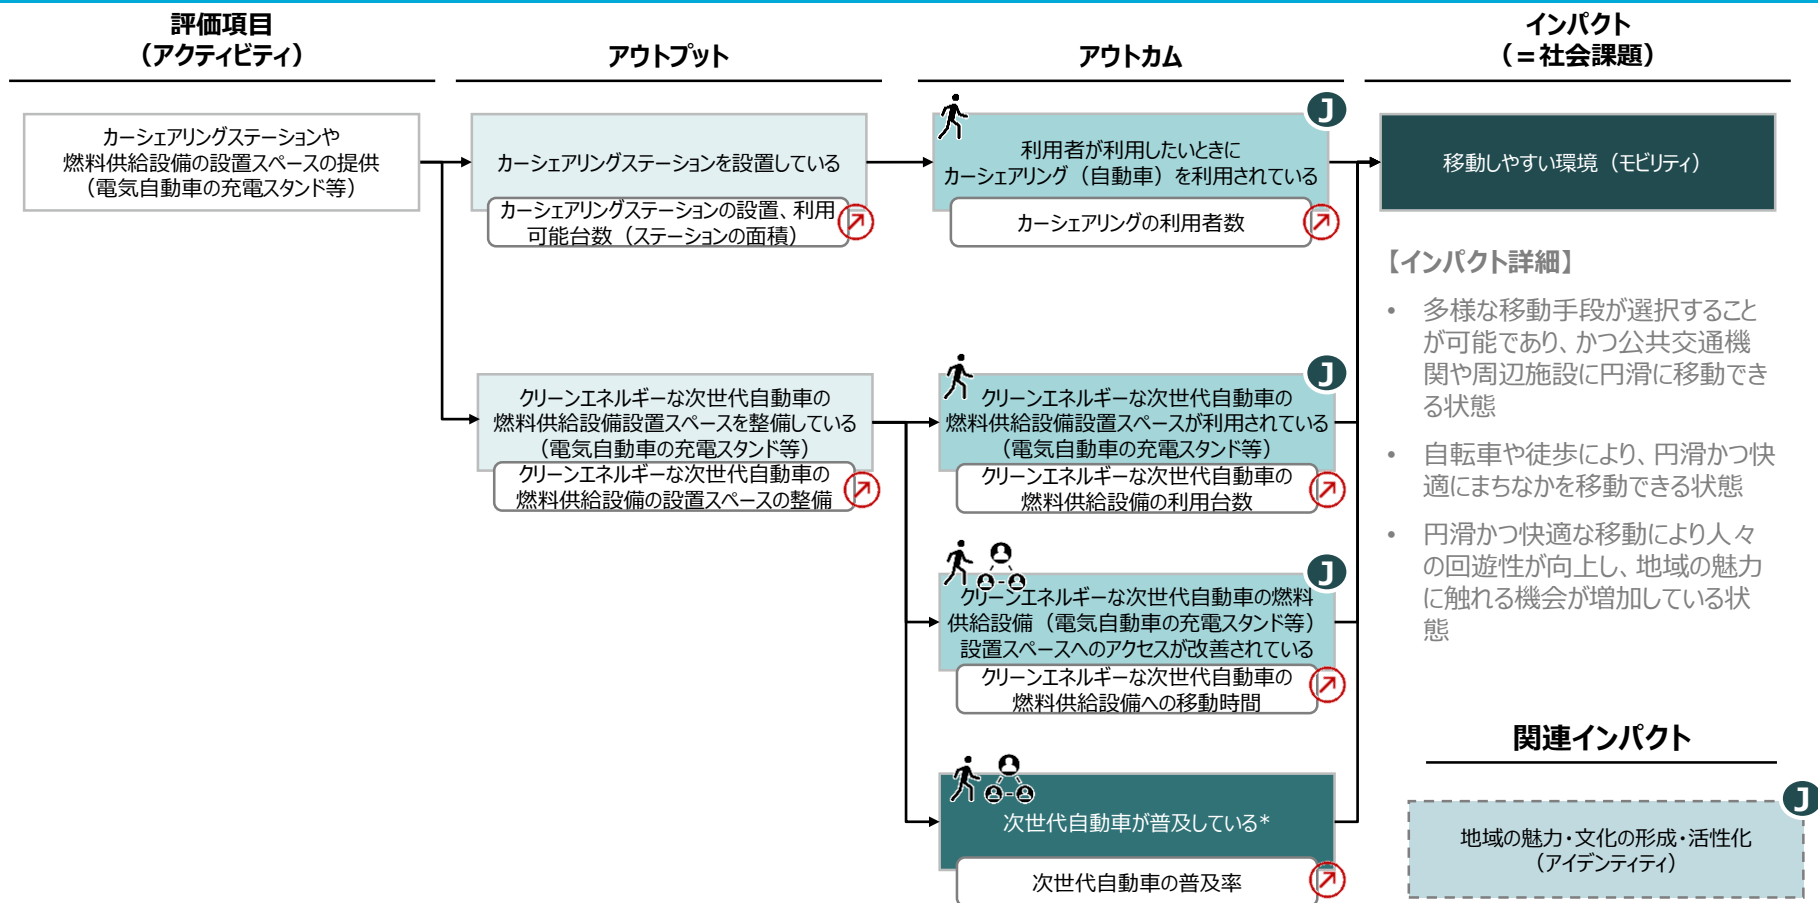 評価項目
（アクティビティ）
アウトプット
アウトカム
インパクト
（＝社会課題）
カーシェアリングステーションや
燃料供給設備の設置スペースの提供
（電気自動車の充電スタンド等）
カーシェアリングステーションを設置している
カーシェアリングステーションの設置、利用
可能台数（ステーションの面積）
J
利用者が利用したいときに
カーシェアリング（自動車）を利用されている
カーシェアリングの利用者数
移動しやすい環境（モビリティ）
【インパクト詳細】
• 多様な移動手段が選択すること
が可能であり、かつ公共交通機
関や周辺施設に円滑に移動でき
る状態
• 自転車や徒歩により、円滑かつ快
適にまちなかを移動できる状態
• 円滑かつ快適な移動により人々
の回遊性が向上し、地域の魅力
に触れる機会が増加している状
態
クリーンエネルギーな次世代自動車の
燃料供給設備設置スペースを整備している
（電気自動車の充電スタンド等）
クリーンエネルギーな次世代自動車の
燃料供給設備の設置スペースの整備
J
クリーンエネルギーな次世代自動車の
燃料供給設備設置スペースが利用されている
（電気自動車の充電スタンド等）
クリーンエネルギーな次世代自動車の
燃料供給設備の利用台数
J
クリーンエネルギーな次世代自動車の燃料
供給設備（電気自動車の充電スタンド等）
設置スペースへのアクセスが改善されている
クリーンエネルギーな次世代自動車の
燃料供給設備への移動時間
次世代自動車が普及している*
次世代自動車の普及率
関連インパクト
J
地域の魅力・文化の形成・活性化
（アイデンティティ）